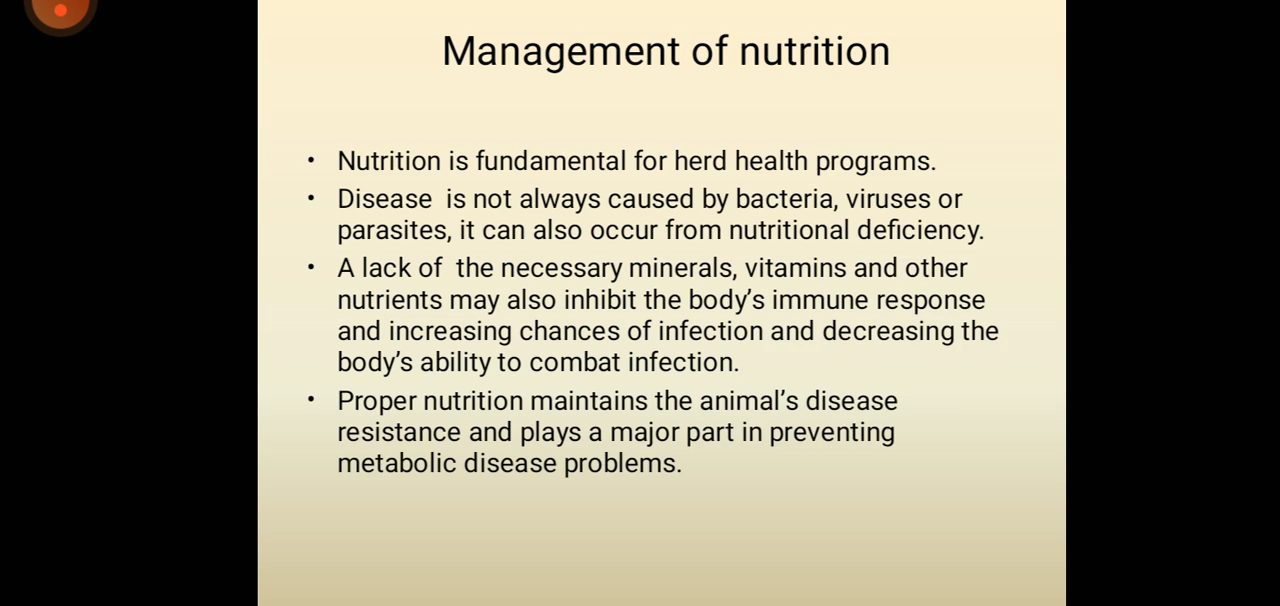 Management of nutrition
• Nutrition is fundamental for herd health programs.
• Disease  is not always caused by bacteria, viruses or
parasites, it can also occur from nutritional deficiency.
• A lack of  the necessary minerals, vitamins and other
nutrients may also inhibit the body’s immune response
and increasing chances of infection and decreasing the
body’s ability to combat infection.
• Proper nutrition maintains the animal’s disease
resistance and plays a major part in preventing
metabolic disease problems.